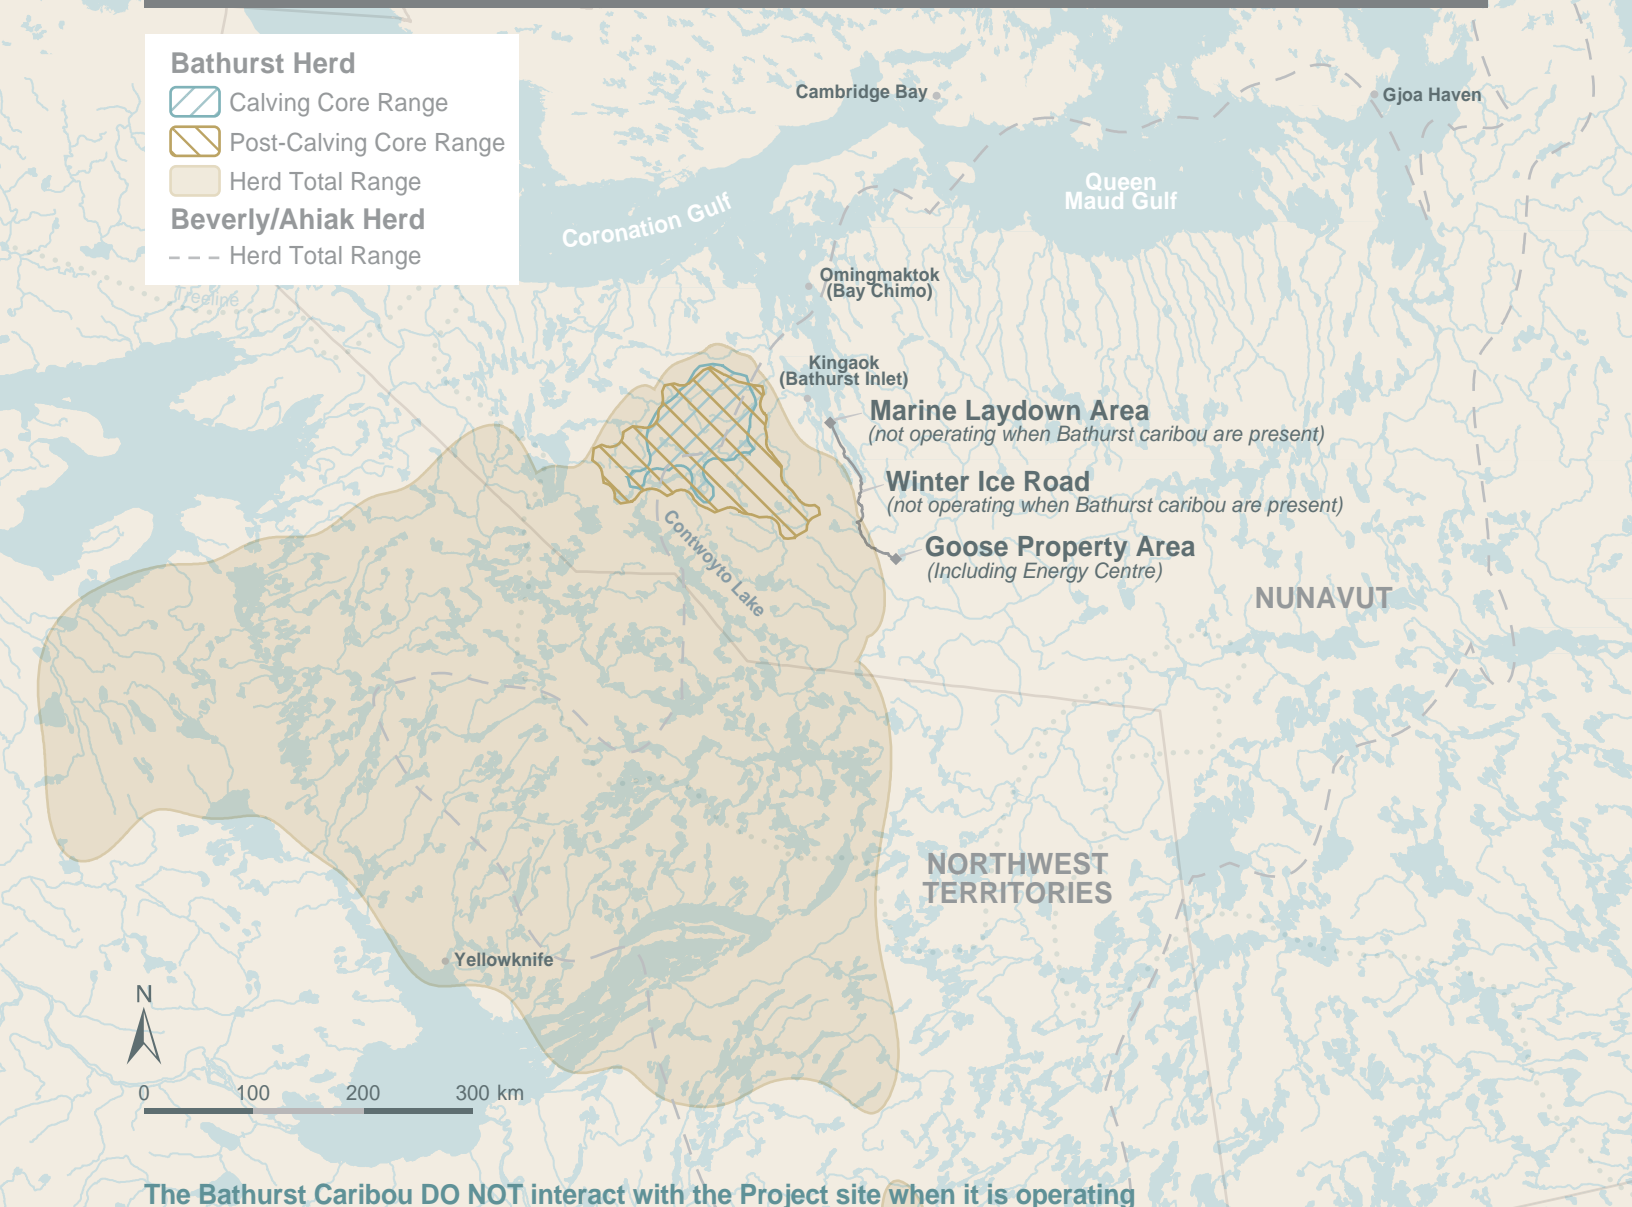 Bathurst Herd
Calving Core Range
Post-Calving Core Range
Herd Total Range
Beverly/Ahiak Herd
Herd Total Range
Treeline
Cambridge Bay
Gjoa Haven
Queen
Maud Gulf
Coronation Gulf
Omingmaktok
(Bay Chimo)
Kingaok
(Bathurst Inlet)
Marine Laydown Area
(not operating when Bathurst caribou are present)
Winter Ice Road
(not operating when Bathurst caribou are present)
Goose Property Area
(Including Energy Centre)
Contwoyto Lake
NUNAVUT
NORTHWEST
TERRITORIES
Yellowknife
N
0 100 200 300 km
The Bathurst Caribou DO NOT interact with the Project site when it is operating